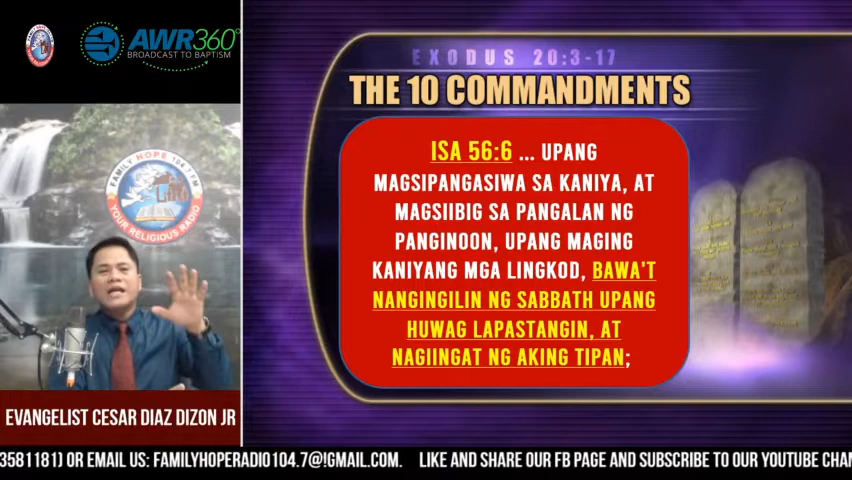 AWR360°
BROADCAST TO BAPTISM
FAMILY HOPE 104.7 FM
YOUR RELIGIOUS RADIO
EVANGELIST CESAR DIAZ DIZON JR
EXODUS 20:3-17
THE 10 COMMANDMENTS
ISA 56:6 ... UPANG
MAGSIPANGASIWA SA KANIYA, AT
MAGSIIBIG SA PANGALAN NG
PANGINOON, UPANG MAGING
KANIYANG MGA LINGKOD, BAWA'T
NANGINGILIN NG SABBATH UPANG
HUWAG LAPASTANGIN, AT
NAGIINGAT NG AKING TIPAN;
3581181) OR EMAIL US: FAMILYHOPERADIO104.7@!GMAIL.COM. LIKE AND SHARE OUR FB PAGE AND SUBSCRIBE TO OUR YOUTUBE CHAN